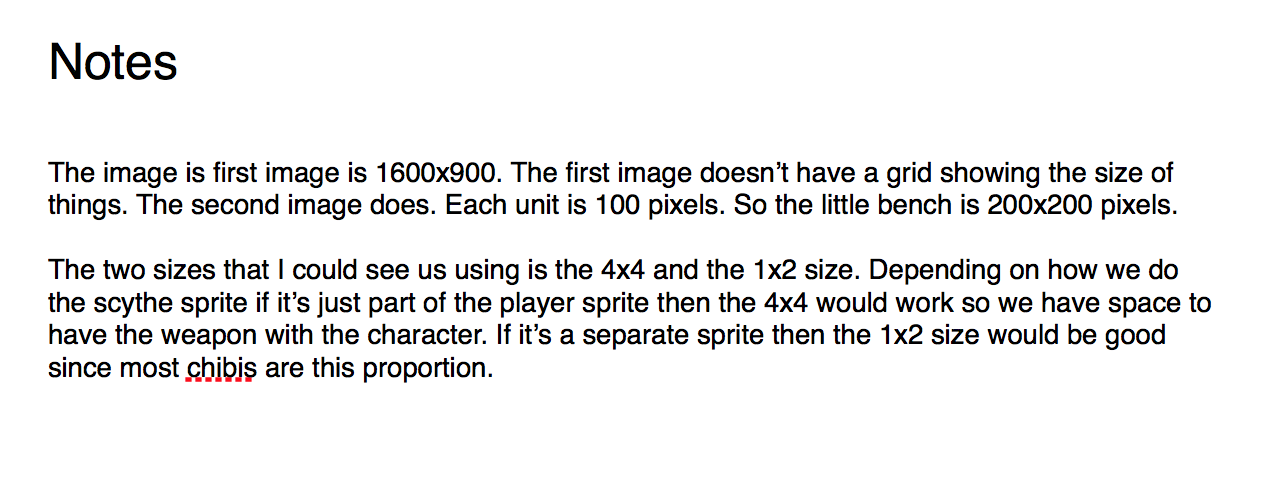 Notes
The image is first image is 1600x900. The first image doesn’t have a grid showing the size of
things. The second image does. Each unit is 100 pixels. So the little bench is 200x200 pixels.
The two sizes that I could see us using is the 4x4 and the 1x2 size. Depending on how we do
the scythe sprite if it’s just part of the player sprite then the 4x4 would work so we have space to
have the weapon with the character. If it’s a separate sprite then the 1x2 size would be good
since most chibis are this proportion.